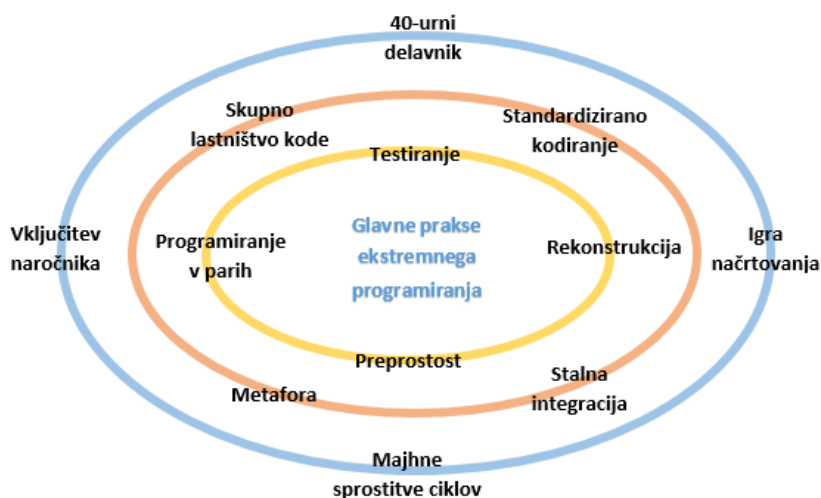 40-urni
delavnik
Skupno
lastništvo kode
Standardizirano
kodiranje
Testiranje
Vključitev
naročnika
Programiranje
v parih
Glavne prakse
ekstremnega
programiranja
Rekonstrukcija
Igra
načrtovanja
Preprostost
Metafora
Stalna
integracija
Majhne
sprostitve ciklov